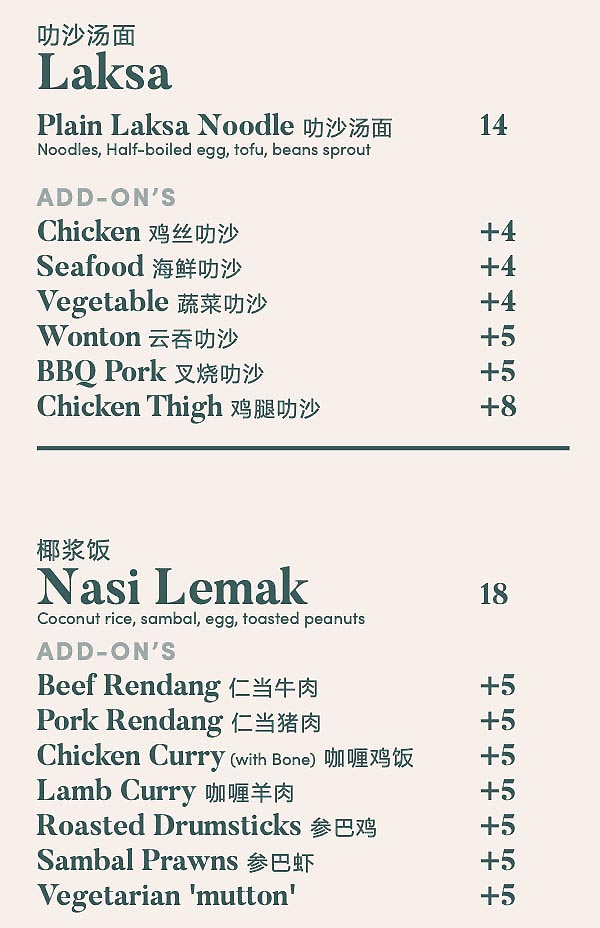 叻沙汤面
Laksa
Plain Laksa Noodle 叻沙汤面 14
Noodles, Half-boiled egg, tofu, beans sprout
ADD-ON'S
Chicken 鸡丝叻沙 +4
Seafood 海鲜叻沙 +4
Vegetable 蔬菜叻沙 +4
Wonton 云吞叻沙 +5
BBQ Pork 叉烧叻沙 +5
Chicken Thigh 鸡腿叻沙 +8
椰浆饭
Nasi Lemak 18
Coconut rice, sambal, egg, toasted peanuts
ADD-ON'S
Beef Rendang 仁当牛肉 +5
Pork Rendang 仁当猪肉 +5
Chicken Curry (with Bone) 咖喱鸡饭 +5
Lamb Curry 咖喱羊肉 +5
Roasted Drumsticks 参巴鸡 +5
Sambal Prawns 参巴虾 +5
Vegetarian 'mutton' +5